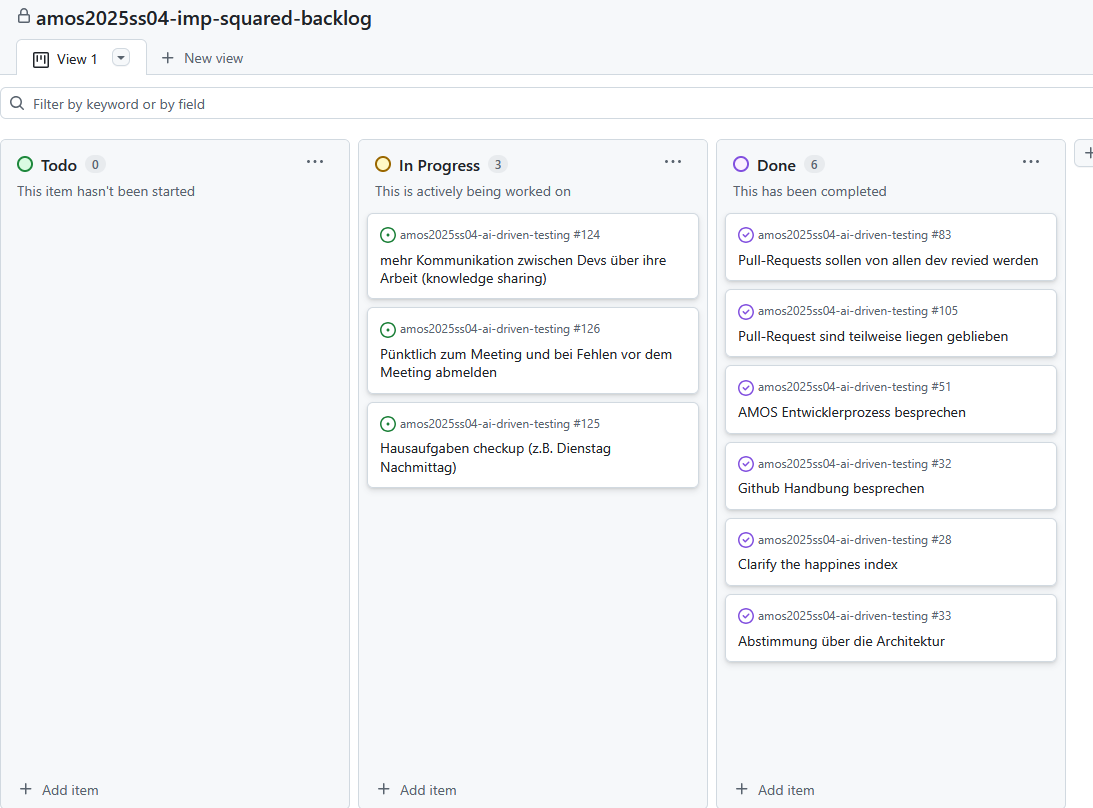 amos2025ss04-imp-squared-backlog
View 1
New view
Filter by keyword or by field
Todo 0
This item hasn't been started
Add item
In Progress 3
This is actively being worked on
amos2025ss04-ai-driven-testing #124
mehr Kommunikation zwischen Devs über ihre
Arbeit (knowledge sharing)
amos2025ss04-ai-driven-testing #126
Pünktlich zum Meeting und bei Fehlen vor dem
Meeting abmelden
amos2025ss04-ai-driven-testing #125
Hausaufgaben checkup (z.B. Dienstag
Nachmittag)
Add item
Done 6
This has been completed
amos2025ss04-ai-driven-testing #83
Pull-Requests sollen von allen dev revied werden
amos2025ss04-ai-driven-testing #105
Pull-Request sind teilweise liegen geblieben
amos2025ss04-ai-driven-testing #51
AMOS Entwicklerprozess besprechen
amos2025ss04-ai-driven-testing #32
Github Handbung besprechen
amos2025ss04-ai-driven-testing #28
Clarify the happines index
amos2025ss04-ai-driven-testing #33
Abstimmung über die Architektur
Add item